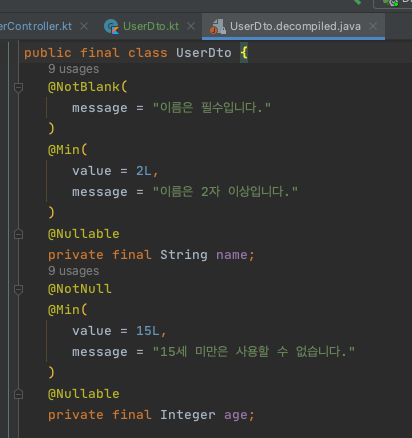 erController.kt × UserDto.kt × UserDto.decompiled.java ×
public final class UserDto {
9 usages
@NotBlank(
message = "이름은 필수입니다."
)
@Min(
value = 2L,
message = "이름은 2자 이상입니다."
)
@Nullable
private final String name;
9 usages
@NotNull
@Min(
value = 15L,
message = "15세 미만은 사용할 수 없습니다."
)
@Nullable
private final Integer age;